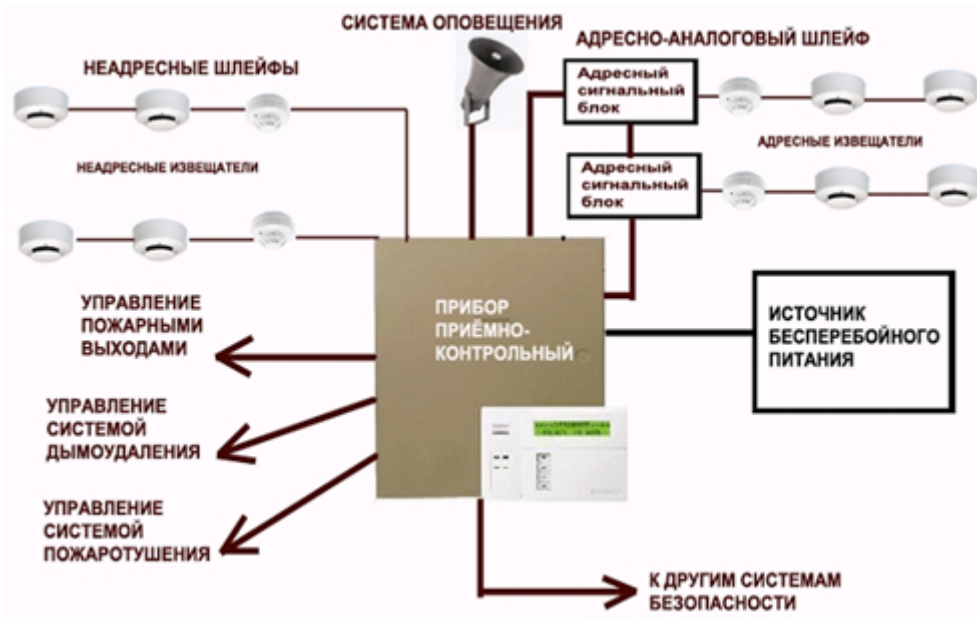 СИСТЕМА ОПОВЕЩЕНИЯ
АДРЕСНО-АНАЛОГОВЫЙ ШЛЕЙФ
НЕАДРЕСНЫЕ ШЛЕЙФЫ
Адресный
сигнальный
блок
НЕАДРЕСНЫЕ ИЗВЕЩАТЕЛИ
АДРЕСНЫЕ ИЗВЕЩАТЕЛИ
Адресный
сигнальный
блок
УПРАВЛЕНИЕ
ПОЖАРНЫМИ
ВЫХОДАМИ
ПРИБОР
ПРИЁМНО-
КОНТРОЛЬНЫЙ
ИСТОЧНИК
БЕСПЕРЕБОЙНОГО
ПИТАНИЯ
УПРАВЛЕНИЕ
СИСТЕМОЙ
ДЫМОУДАЛЕНИЯ
УПРАВЛЕНИЕ
СИСТЕМОЙ
ПОЖАРОТУШЕНИЯ
К ДРУГИМ СИСТЕМАМ
БЕЗОПАСНОСТИ